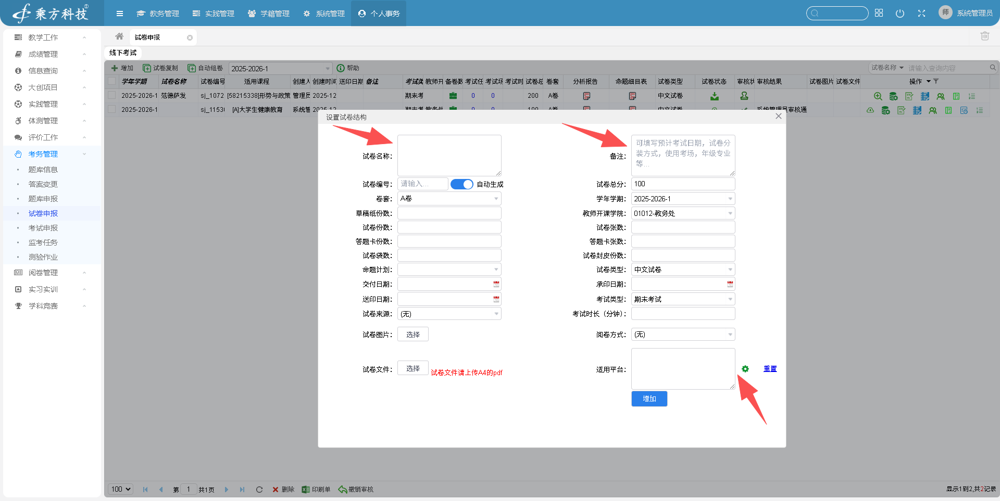 乘方科技
教务管理
实践管理
学籍管理
系统管理
个人事务
师
系统管理员
教学工作
成绩管理
信息查询
大创项目
实践管理
体测管理
评价工作
考务管理
题库信息
答案变更
题库申报
试卷申报
考试申报
监考任务
测验作业
阅卷管理
实习实训
学科竞赛
试卷申报
线下考试
增加 试卷复制 自动组卷 2025-2026-1 帮助
试卷名称 请输入查询内容
学年学期 试卷名称 试卷编号 适用课程 创建人 创建时间 送印日期 备注 考试类 教师开 备卷数 考试任 考试场 考试时 试卷总 卷套 分析报告 命题细目表 试卷类型 试卷状态 审核状 审核结果 试卷图片 试卷文件 操作
2025-2026-1 范德萨发 sj_1072 [58215338]形势与政策 管理员 2025-12 期末考 0 0 200 A卷 中文试卷
2025-2026-1 sj_1153 [A]大学生健康教育 系统管 2025-12 期末考 教务处 0 0 100 A卷 中文试卷 系统管理员审核通
设置试卷结构
试卷名称：
备注： 可填写预计考试日期，试卷分
装方式，使用考场，年级专业
等...
试卷编号： 请输入... 自动生成
试卷总分： 100
卷套： A卷
学年学期： 2025-2026-1
草稿纸份数：
教师开课学院： 01012-教务处
试卷份数：
试卷张数：
答题卡份数：
答题卡张数：
试卷袋数：
试卷封皮份数：
命题计划：
试卷类型： 中文试卷
交付日期：
承印日期：
送印日期：
考试类型： 期末考试
试卷来源： (无)
考试时长（分钟）：
试卷图片： 选择
阅卷方式： (无)
试卷文件： 选择 试卷文件请上传A4的pdf
适用平台： 重置
增加
100 第 1 共1页 删除 印刷单 撤销审核
显示1到2,共2记录